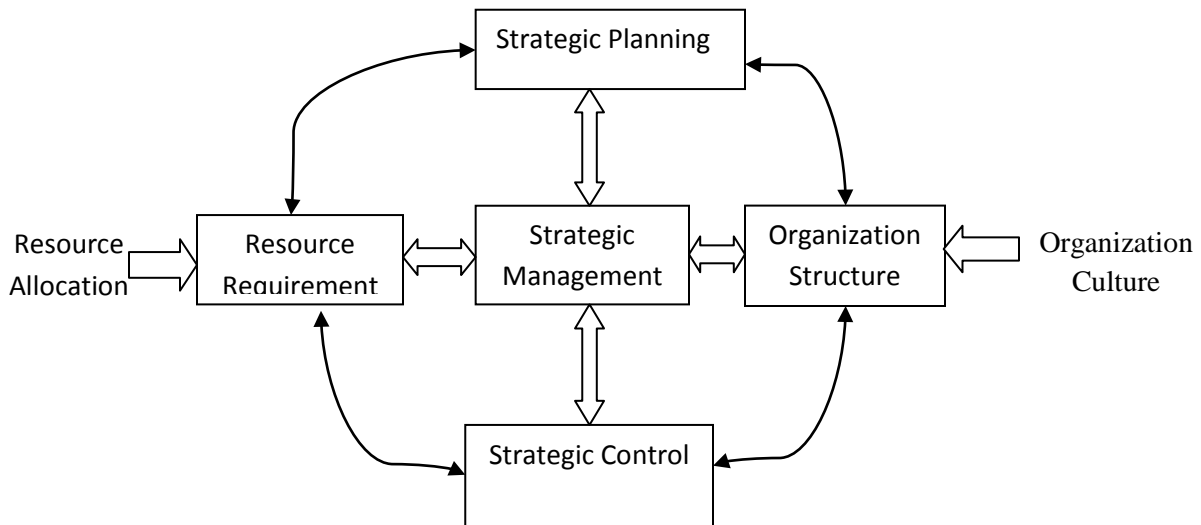 Strategic Planning
Resource
Allocation
Resource
Requirement
Strategic
Management
Organization
Structure
Organization
Culture
Strategic Control